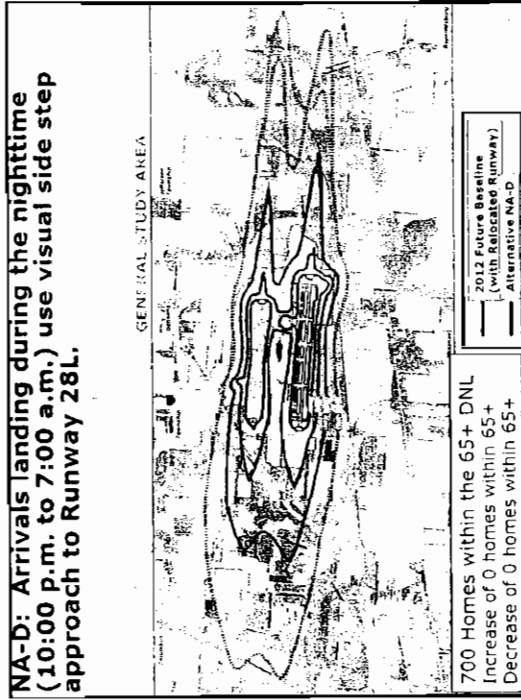 NA-D: Arrivals landing during the nighttime
(10:00 p.m. to 7:00 a.m.) use visual side step
approach to Runway 28L.
GENERAL STUDY AREA
700 Homes within the 65+ DNL
Increase of 0 homes within 65+
Decrease of 0 homes within 65+
2012 Future Baseline
(with Relocated Runway)
Alternative NA-D